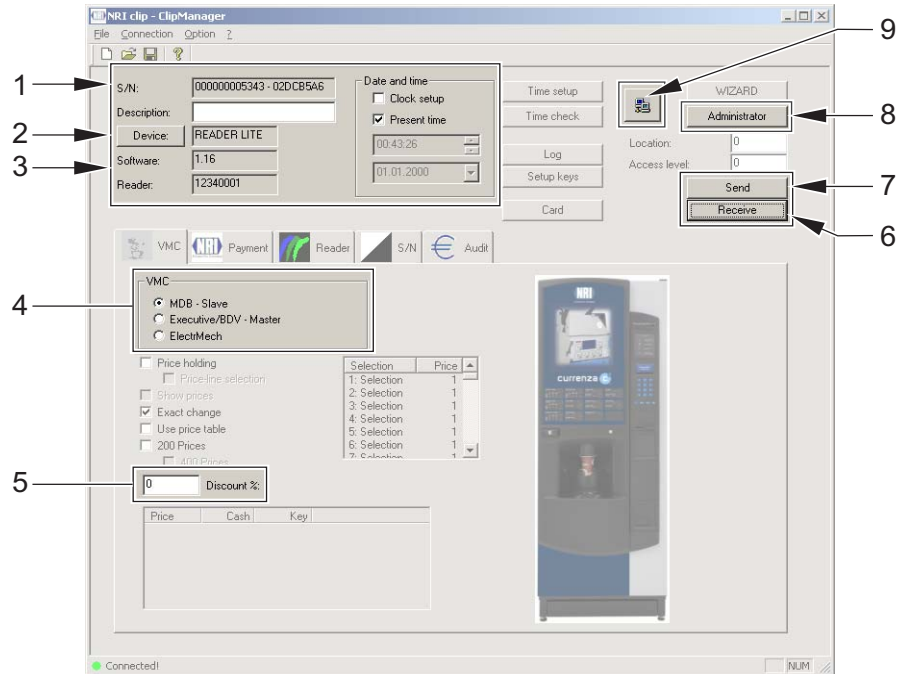 NRI clip - ClipManager
File Connection Option ?
9
1
S/N: 000000005343 - 02DCB5A6
Date and time
Clock setup
Present time
00:43:26
01.01.2000
Description:
2
Device: READER LITE
3
Software: 1.16
Reader: 12340001
Time setup
Time check
Log
Setup keys
Card
WIZARD
Administrator
8
Location: 0
Access level: 0
Send
7
Receive
6
VMC
NRI Payment
Reader
S/N
€ Audit
4
VMC
MDB - Slave
Executive/BDV - Master
ElectrMech
Price holding
Price-line selection
Show prices
Exact change
Use price table
200 Prices
400 Prices
Selection Price
1: Selection 1
2: Selection 1
3: Selection 1
4: Selection 1
5: Selection 1
6: Selection 1
7: Selection 1
5
0 Discount %:
Price Cash Key
NRI
currenza c
Connected!
NUM